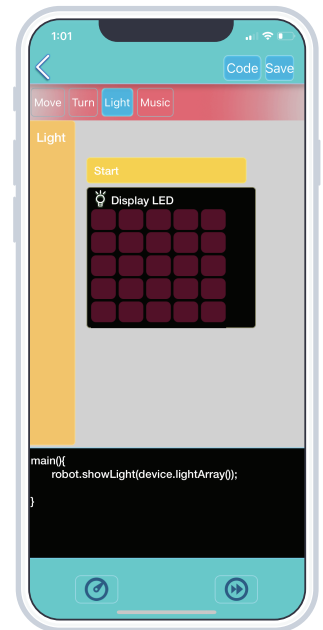 1:01
Code Save
Move Turn Light Music
Light
Start
Display LED
main(){
robot.showLight(device.lightArray());
}